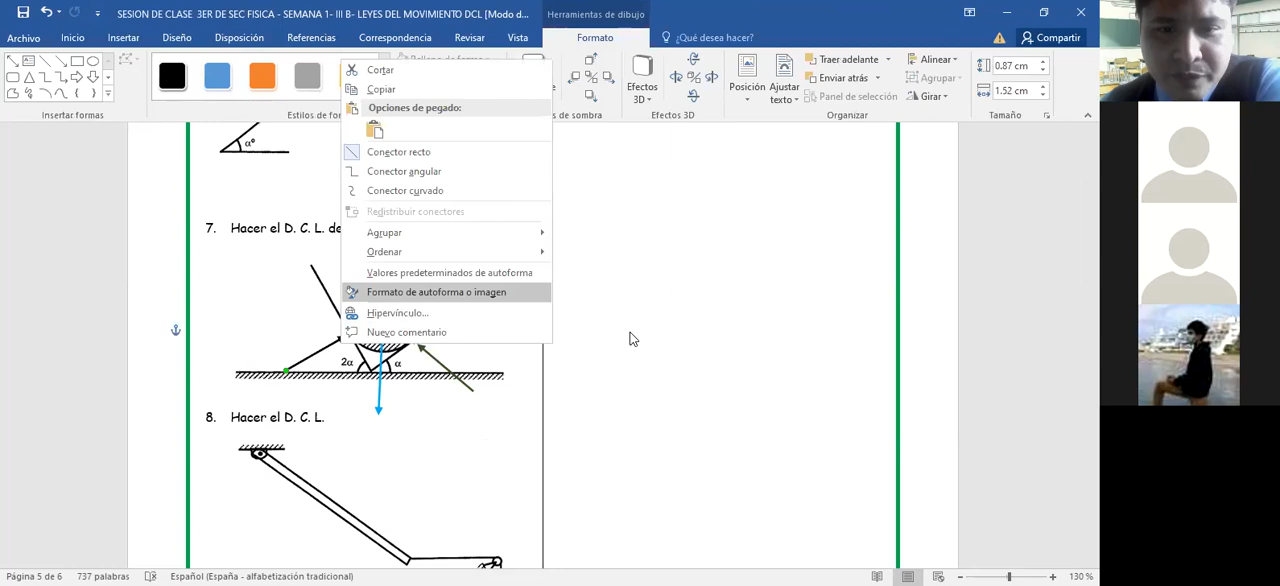 SESION DE CLASE  3ER DE SEC FISICA - SEMANA 1- III B- LEYES DEL MOVIMIENTO DCL [Modo d...
Herramientas de dibujo
Archivo
Inicio
Insertar
Diseño
Disposición
Referencias
Correspondencia
Revisar
Vista
Formato
¿Qué desea hacer?
Compartir
Insertar formas
Efectos
3D
Efectos 3D
Posición
Ajustar
texto
Traer adelante
Enviar atrás
Panel de selección
Alinear
Agrupar
Girar
Organizar
0.87 cm
1.52 cm
Tamaño
Cortar
Copiar
Opciones de pegado:
Conector recto
Conector angular
Conector curvado
Redistribuir conectores
Agrupar
Ordenar
Valores predeterminados de autoforma
Formato de autoforma o imagen
Hipervínculo...
Nuevo comentario
α°
7. Hacer el D. C. L. de
2α
α
8. Hacer el D. C. L.
Página 5 de 6
737 palabras
Español (España - alfabetización tradicional)
130 %